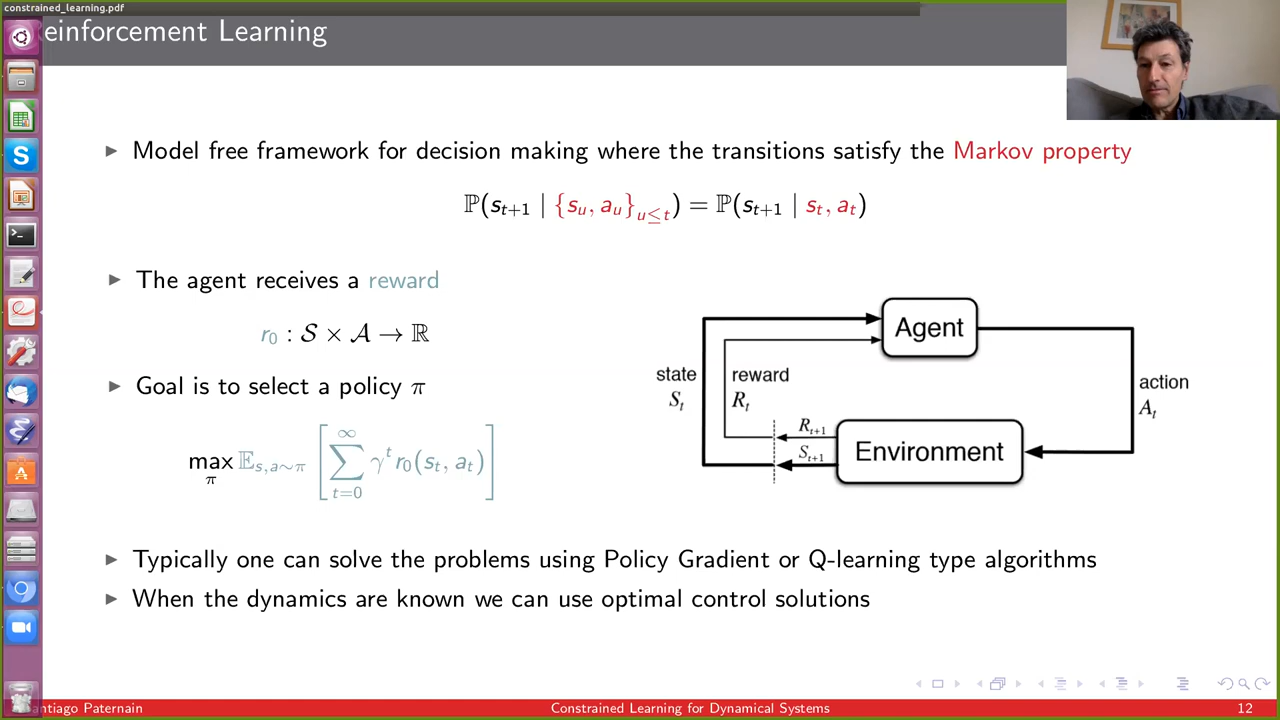 constrained_learning.pdf
einforcement Learning
▶ Model free framework for decision making where the transitions satisfy the Markov property
ℙ(s_{t+1} | {s_u, a_u}_{u≤t}) = ℙ(s_{t+1} | s_t, a_t)
▶ The agent receives a reward
r_0 : 𝒮 × 𝒜 → ℝ
▶ Goal is to select a policy π
max_π 𝔼_{s,a∼π} [ ∑_{t=0}^{∞} γ^t r_0(s_t, a_t) ]
Agent
state
S_t
reward
R_t
action
A_t
R_{t+1}
S_{t+1}
Environment
▶ Typically one can solve the problems using Policy Gradient or Q-learning type algorithms
▶ When the dynamics are known we can use optimal control solutions
antiago Paternain
Constrained Learning for Dynamical Systems
12